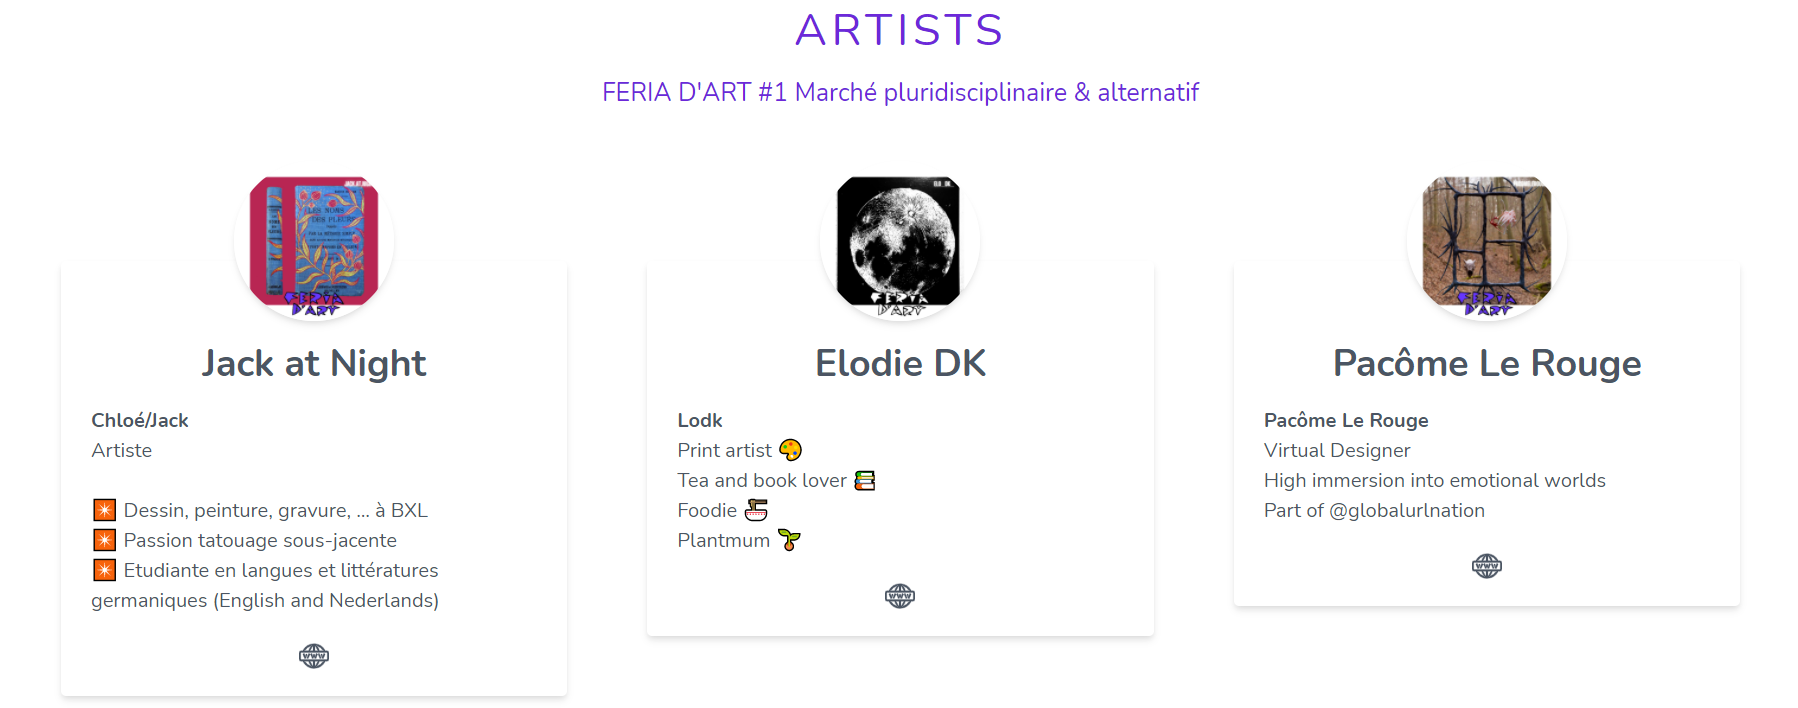 ARTISTS
FERIA D'ART #1 Marché pluridisciplinaire & alternatif
FERIA
D'ART
ELO DK
FERIA
D'ART
FERIA
D'ART
Jack at Night
Chloé/Jack
Artiste
Dessin, peinture, gravure, ... à BXL
Passion tatouage sous-jacente
Etudiante en langues et littératures
germaniques (English and Nederlands)
WWW
Elodie DK
Lodk
Print artist 🎨
Tea and book lover 📚
Foodie 🍜
Plantmum 🌱
WWW
Pacôme Le Rouge
Pacôme Le Rouge
Virtual Designer
High immersion into emotional worlds
Part of @globalurlnation
WWW